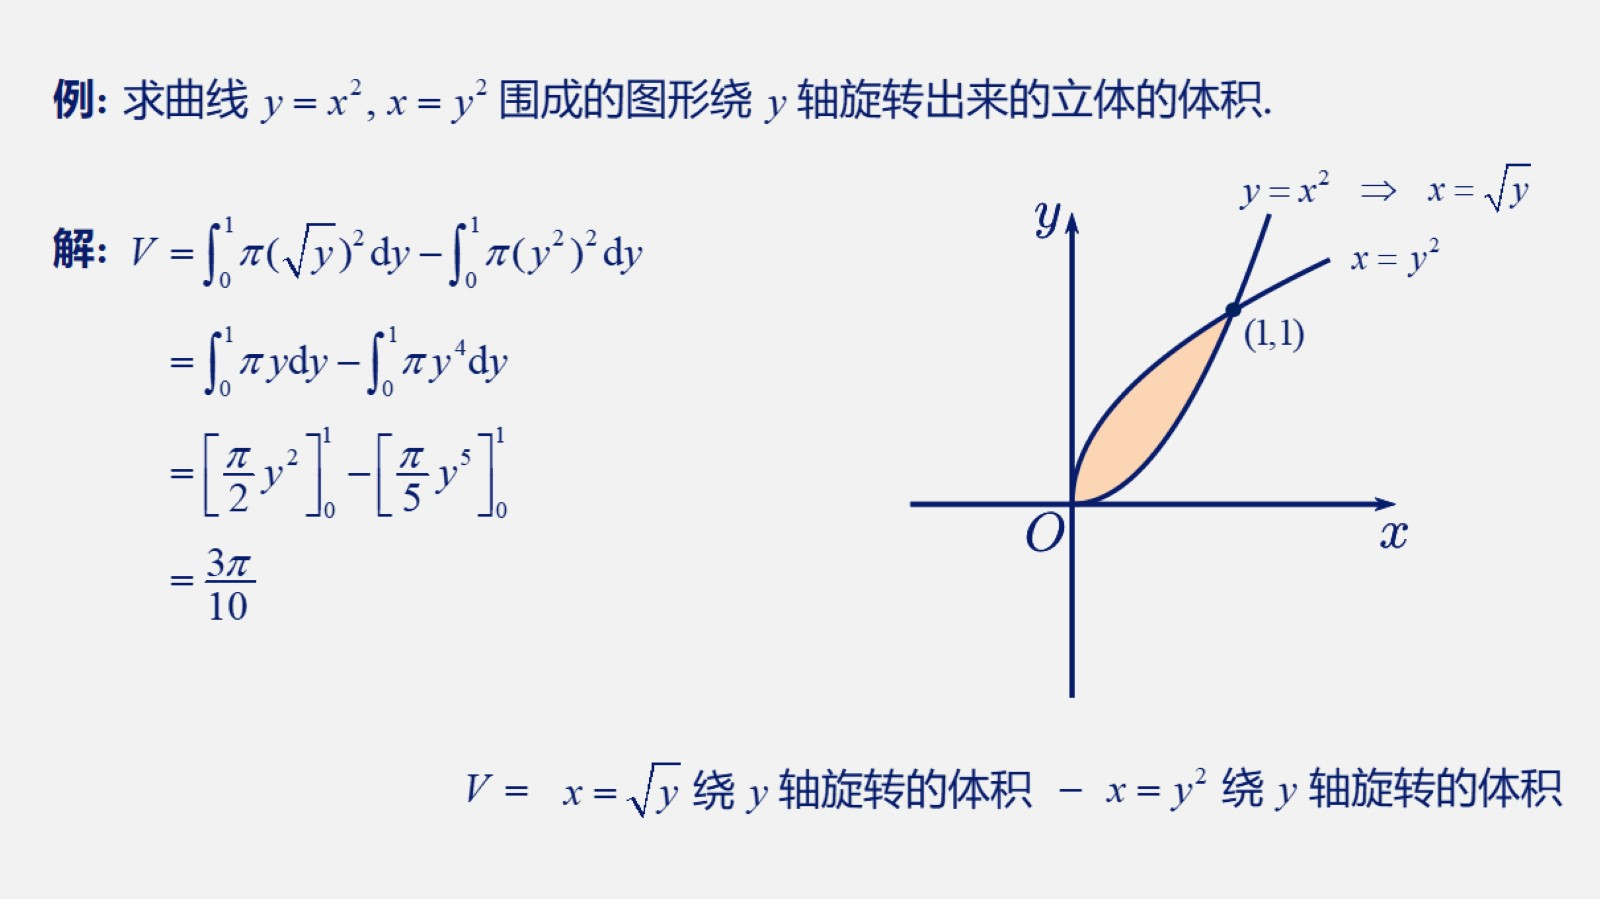 例: 求曲线 y = x², x = y² 围成的图形绕 y 轴旋转出来的立体的体积.
y = x² ⇒ x = √y
x = y²
解: V = ∫₀¹ π(√y)² dy − ∫₀¹ π(y²)² dy
= ∫₀¹ π y dy − ∫₀¹ π y⁴ dy
= [π/2 y²]₀¹ − [π/5 y⁵]₀¹
= 3π/10
y
(1,1)
O
x
V = x = √y 绕 y 轴旋转的体积 − x = y² 绕 y 轴旋转的体积